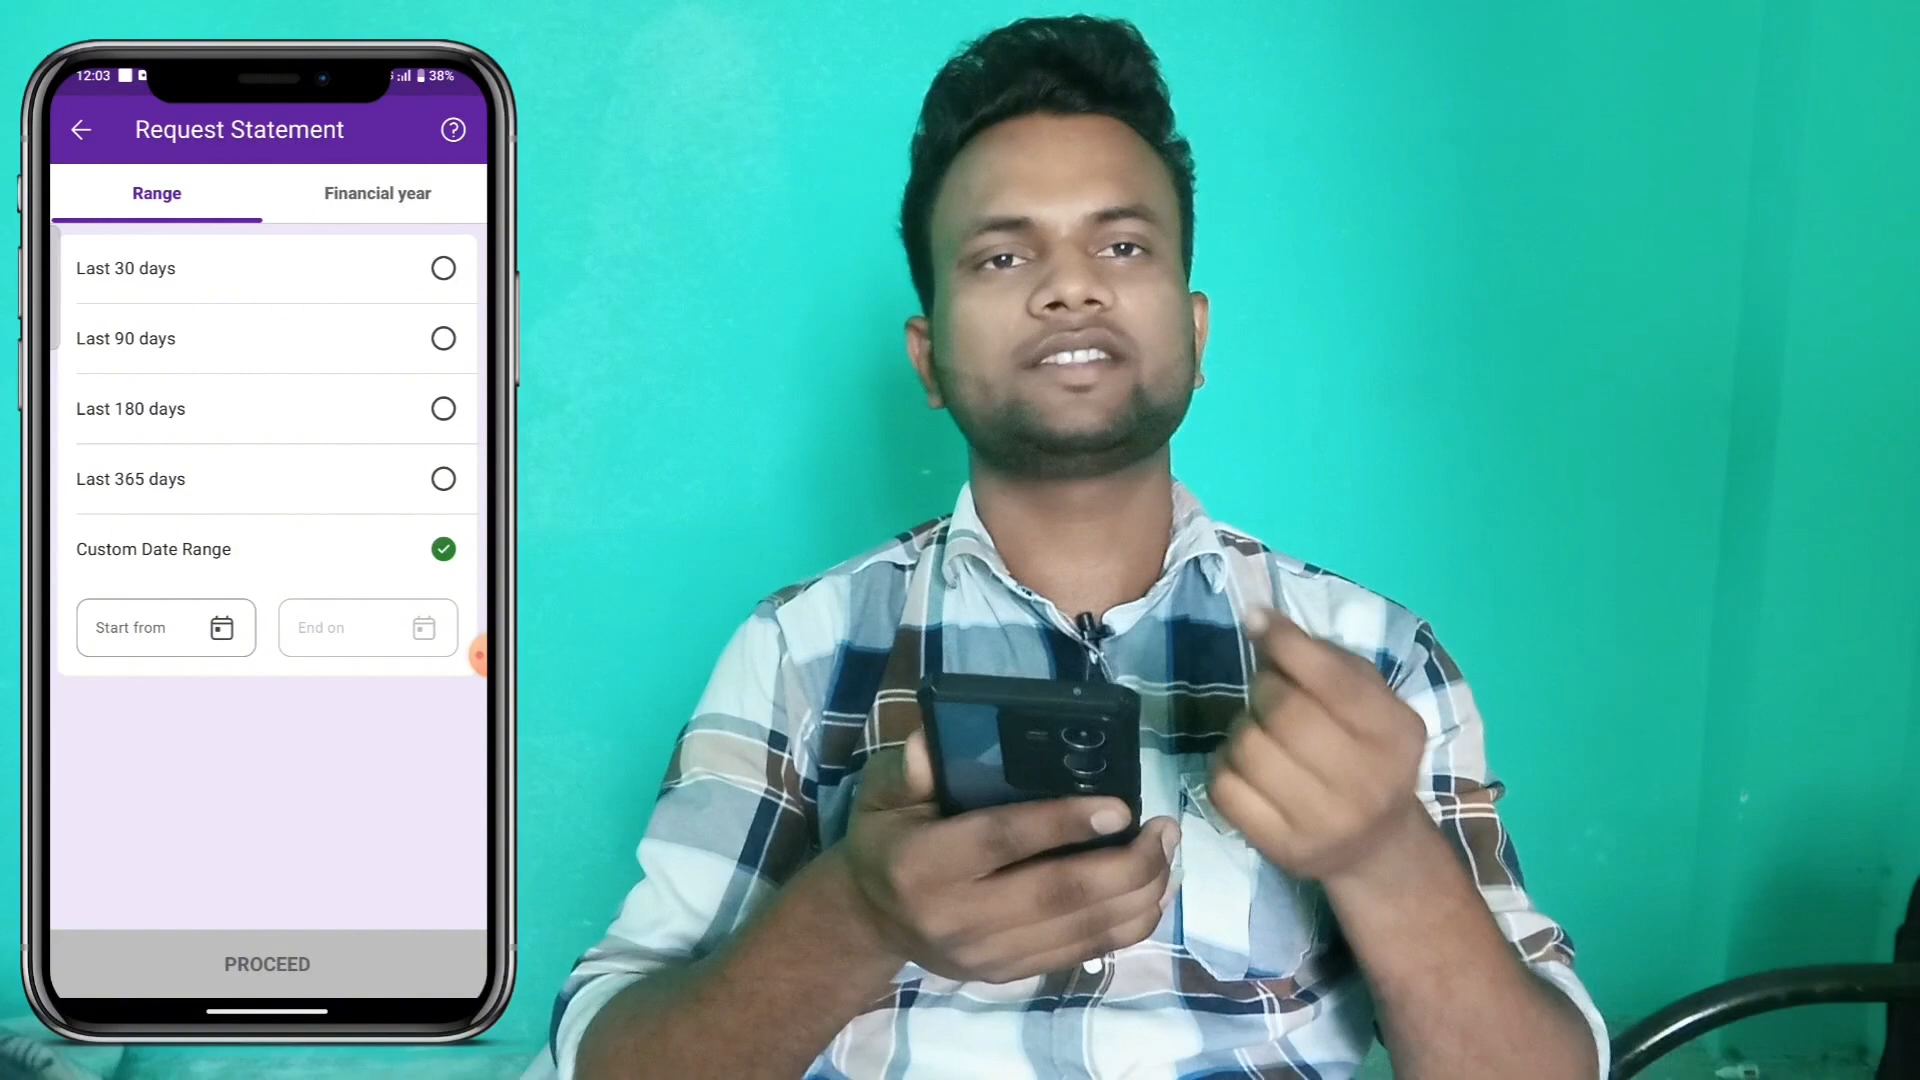 12:03 38%
Request Statement
Range Financial year
Last 30 days
Last 90 days
Last 180 days
Last 365 days
Custom Date Range
Start from End on
PROCEED